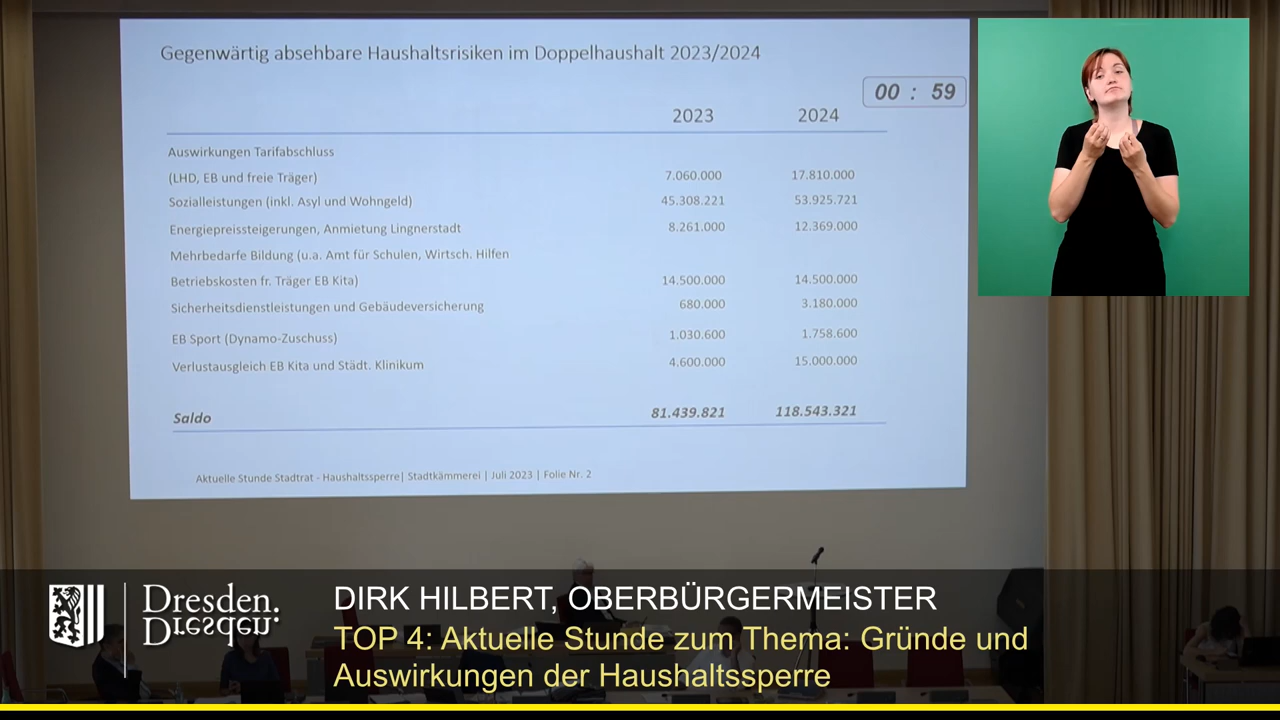 Gegenwärtig absehbare Haushaltsrisiken im Doppelhaushalt 2023/2024
00 : 59
2023 2024
Auswirkungen Tarifabschluss
(LHD, EB und freie Träger) 7.060.000 17.810.000
Sozialleistungen (inkl. Asyl und Wohngeld) 45.308.221 53.925.721
Energiepreissteigerungen, Anmietung Lingnerstadt 8.261.000 12.369.000
Mehrbedarfe Bildung (u.a. Amt für Schulen, Wirtsch. Hilfen
Betriebskosten fr. Träger EB Kita) 14.500.000 14.500.000
Sicherheitsdienstleistungen und Gebäudeversicherung 680.000 3.180.000
EB Sport (Dynamo-Zuschuss) 1.030.600 1.758.600
Verlustausgleich EB Kita und Städt. Klinikum 4.600.000 15.000.000
Saldo 81.439.821 118.543.321
Aktuelle Stunde Stadtrat - Haushaltssperre| Stadtkämmerei | Juli 2023 | Folie Nr. 2
Dresden.
Dresden.
DIRK HILBERT, OBERBÜRGERMEISTER
TOP 4: Aktuelle Stunde zum Thema: Gründe und
Auswirkungen der Haushaltssperre